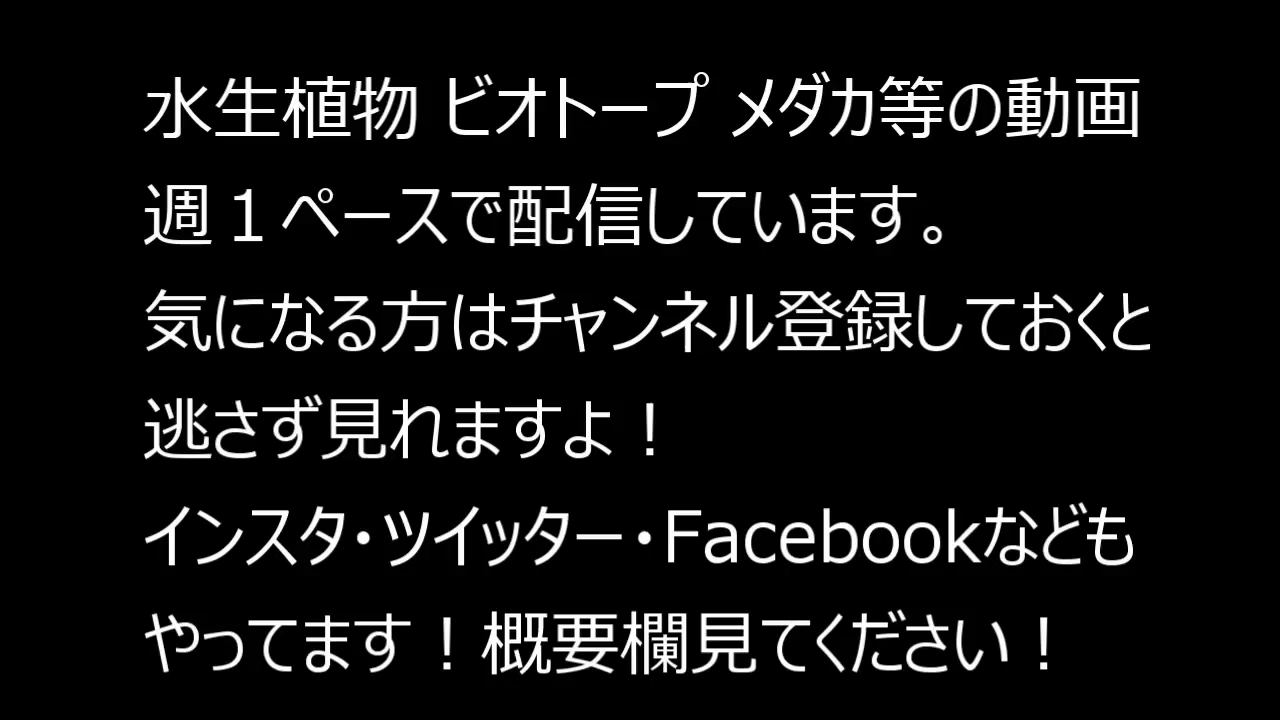 水生植物 ビオトープ メダカ等の動画
週１ペースで配信しています。
気になる方はチャンネル登録しておくと
逃さず見れますよ！
インスタ・ツイッター・Facebookなども
やってます！概要欄見てください！